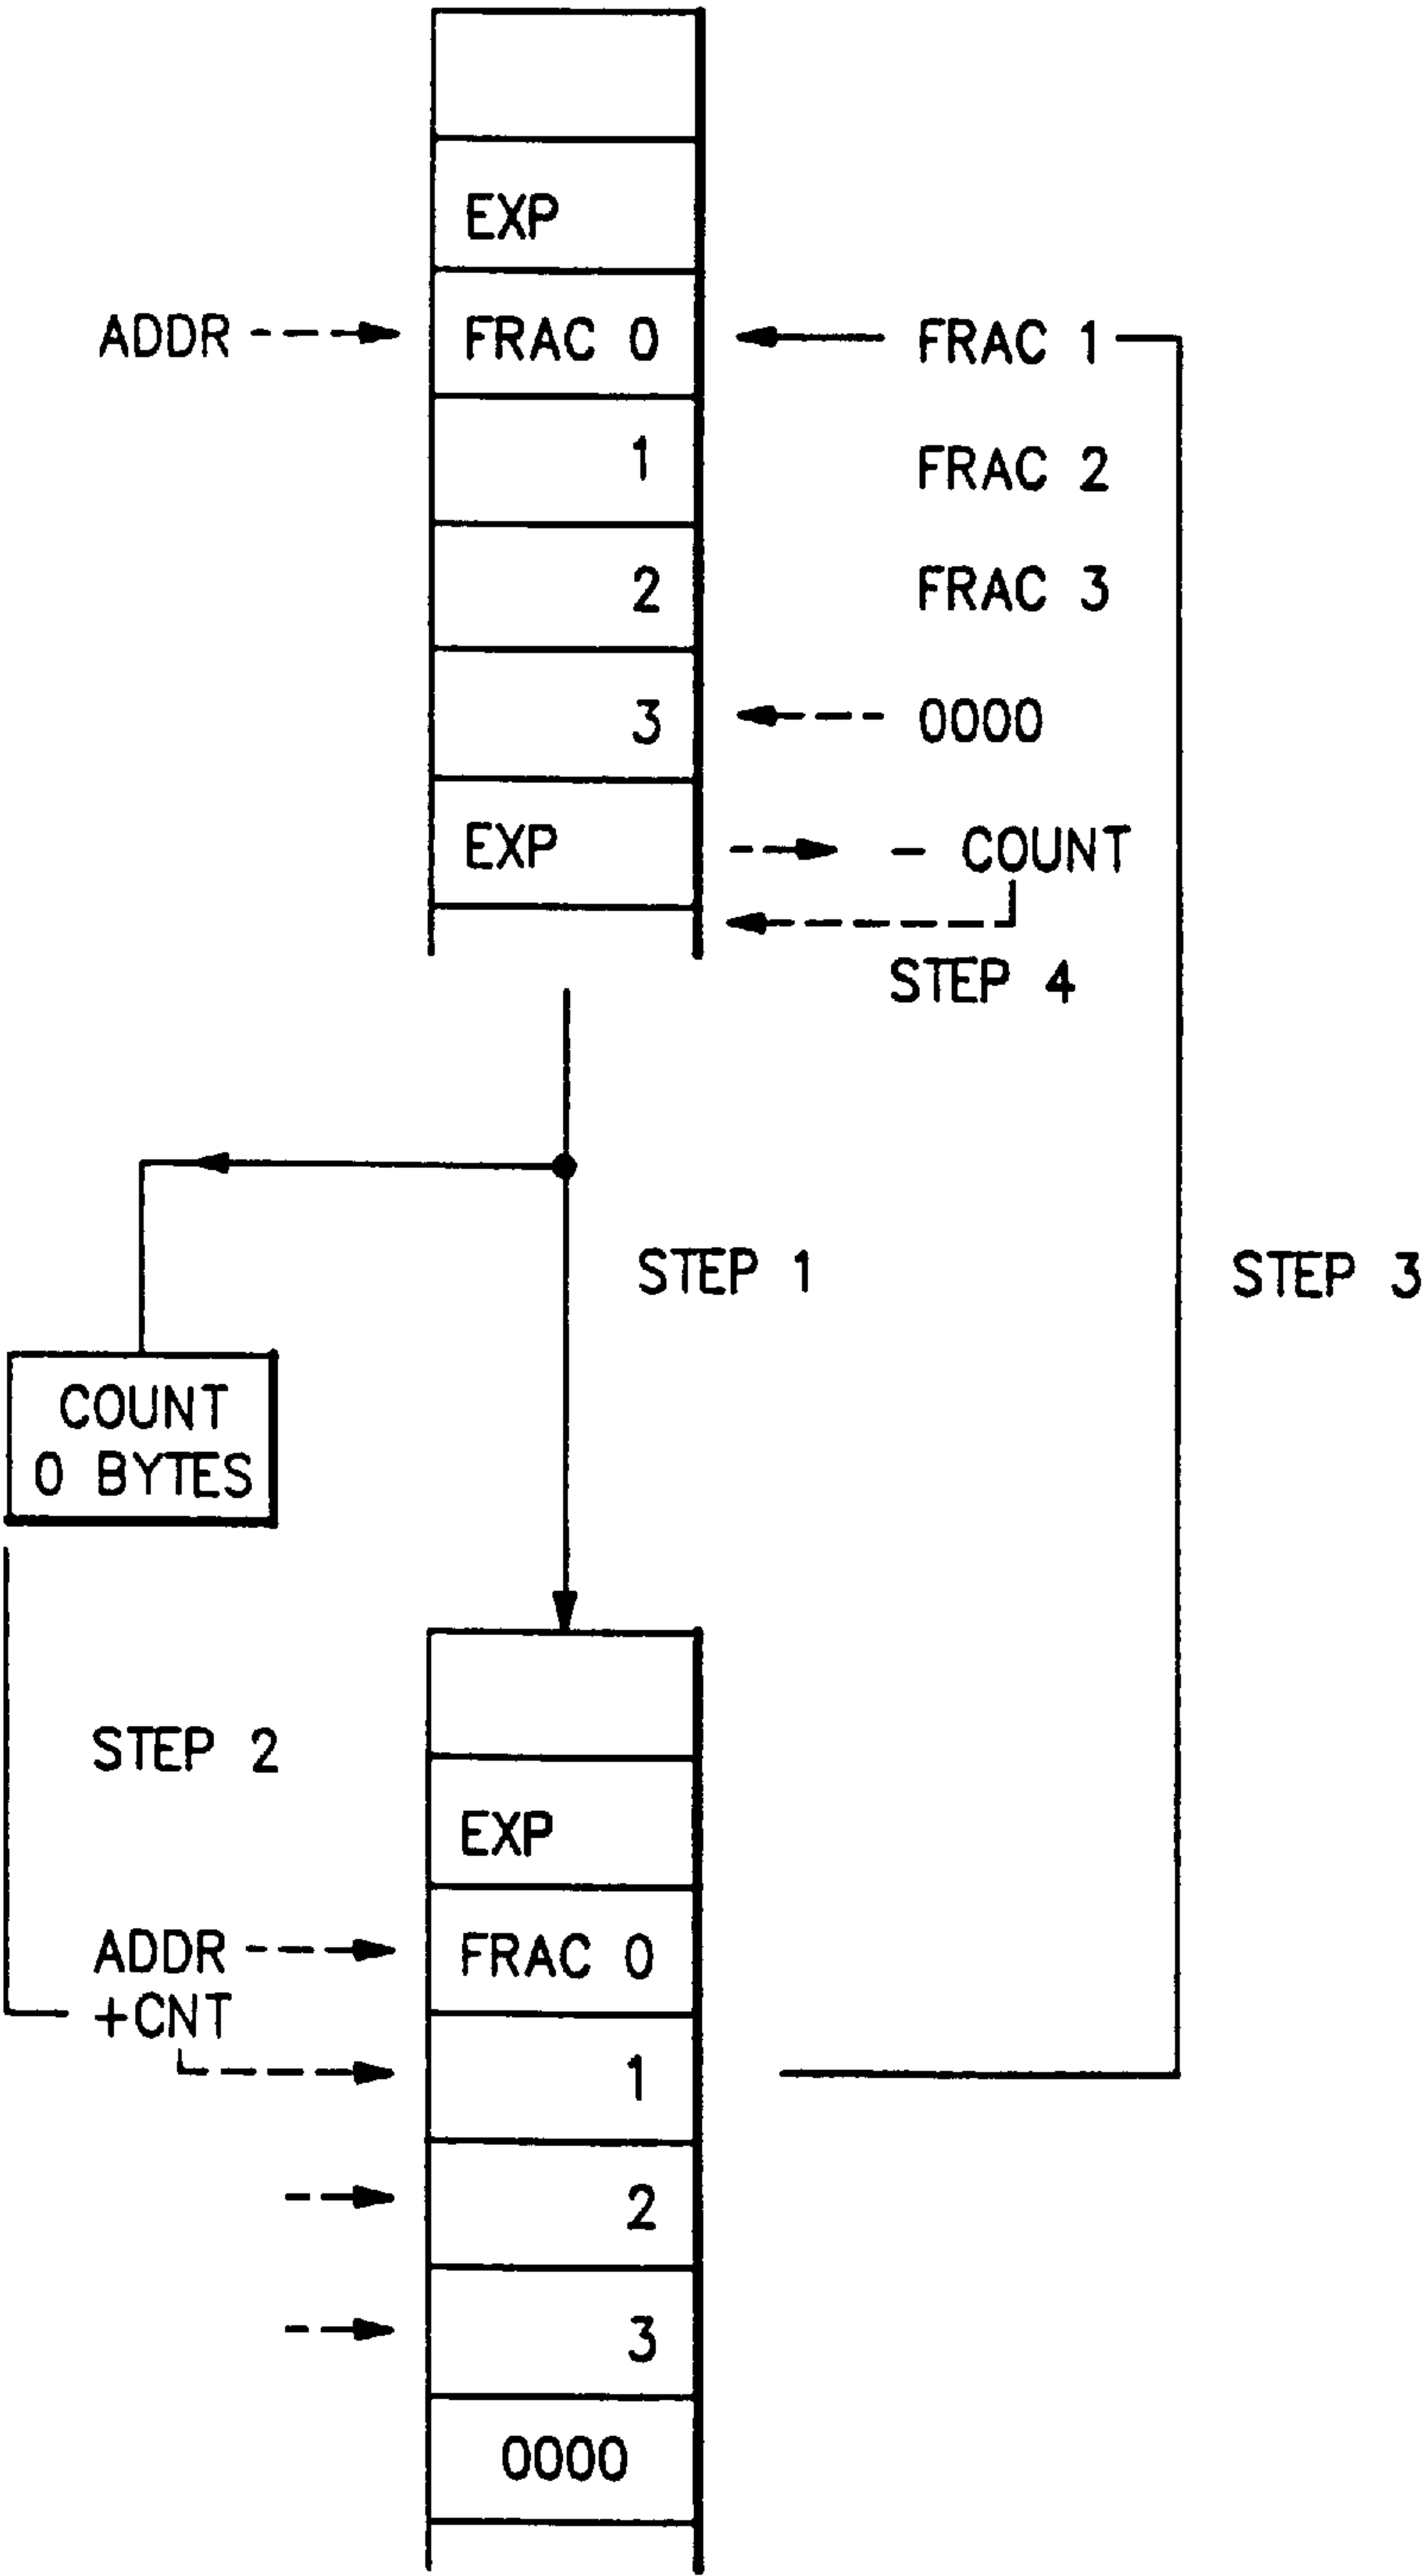 EXP
ADDR FRAC 0 FRAC 1
1 FRAC 2
2 FRAC 3
3 0000
EXP - COUNT
STEP 4
STEP 1
STEP 3
COUNT
0 BYTES
STEP 2
EXP
ADDR FRAC 0
+CNT
1
2
3
0000